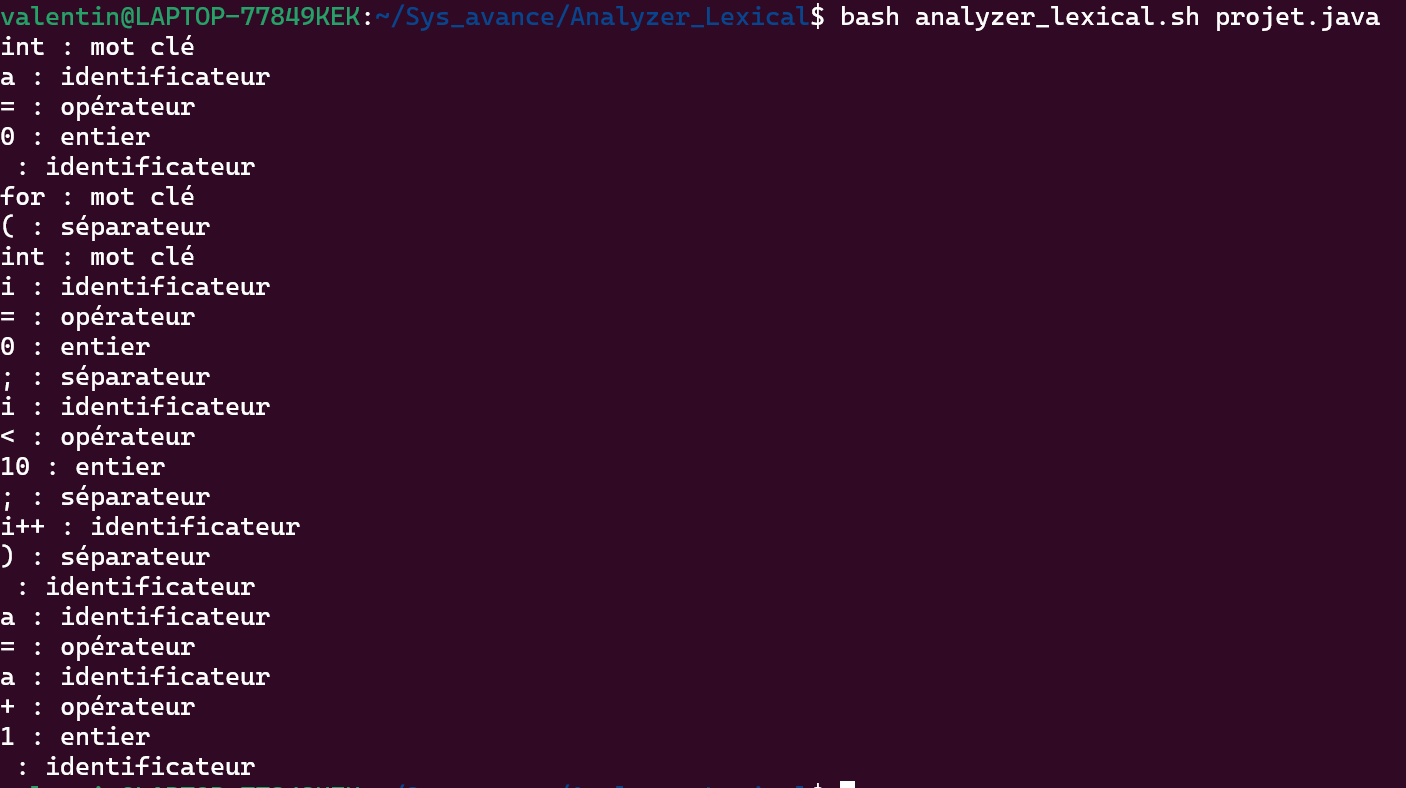 valentin@LAPTOP-77849KEK:~/Sys_avance/Analyzer_Lexical$ bash analyzer_lexical.sh projet.java
int : mot clé
a : identificateur
= : opérateur
0 : entier
 : identificateur
for : mot clé
( : séparateur
int : mot clé
i : identificateur
= : opérateur
0 : entier
; : séparateur
i : identificateur
< : opérateur
10 : entier
; : séparateur
i++ : identificateur
) : séparateur
 : identificateur
a : identificateur
= : opérateur
a : identificateur
+ : opérateur
1 : entier
 : identificateur